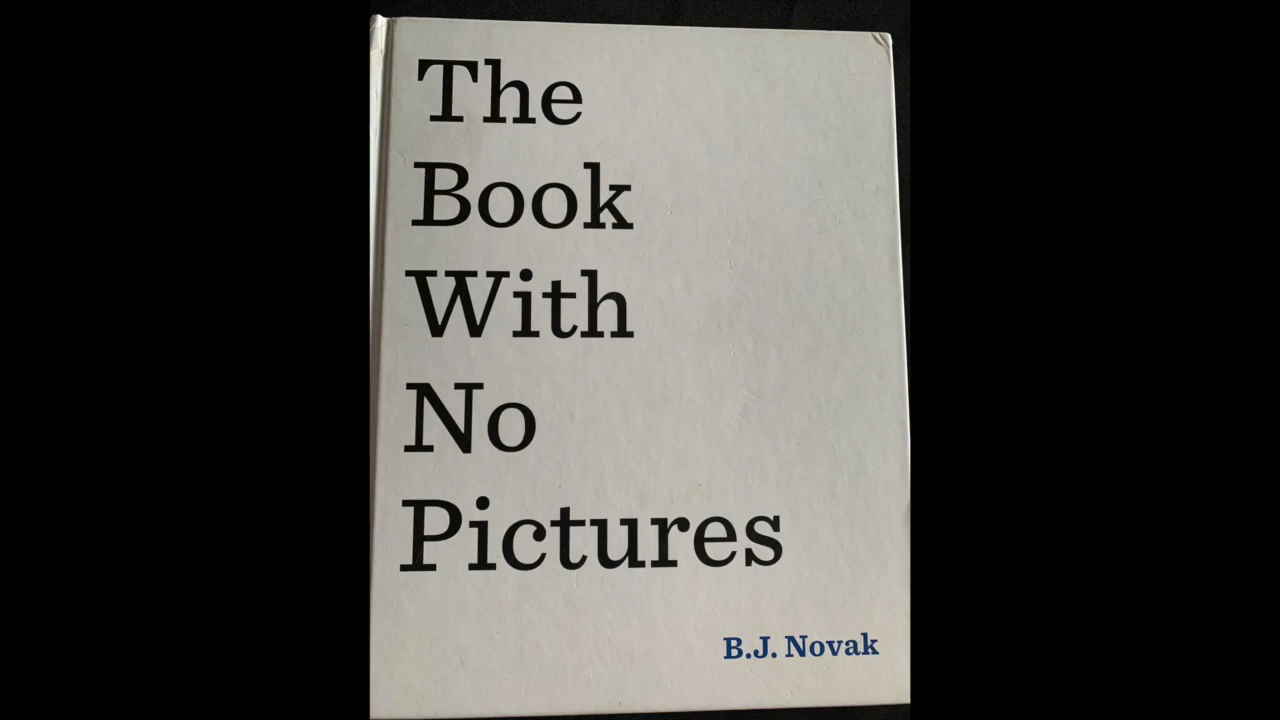 The
Book
With
No
Pictures
B.J. Novak